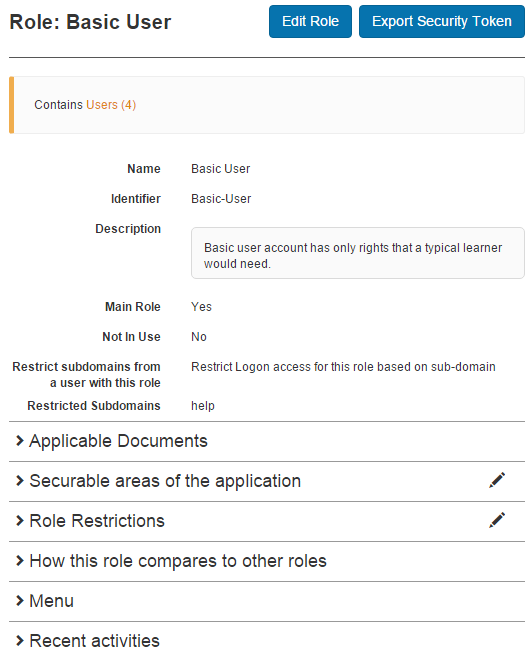 Role: Basic User
Edit Role
Export Security Token
Contains Users (4)
Name Basic User
Identifier Basic-User
Description
Basic user account has only rights that a typical learner
would need.
Main Role Yes
Not In Use No
Restrict subdomains from Restrict Logon access for this role based on sub-domain
a user with this role
Restricted Subdomains help
Applicable Documents
Securable areas of the application
Role Restrictions
How this role compares to other roles
Menu
Recent activities